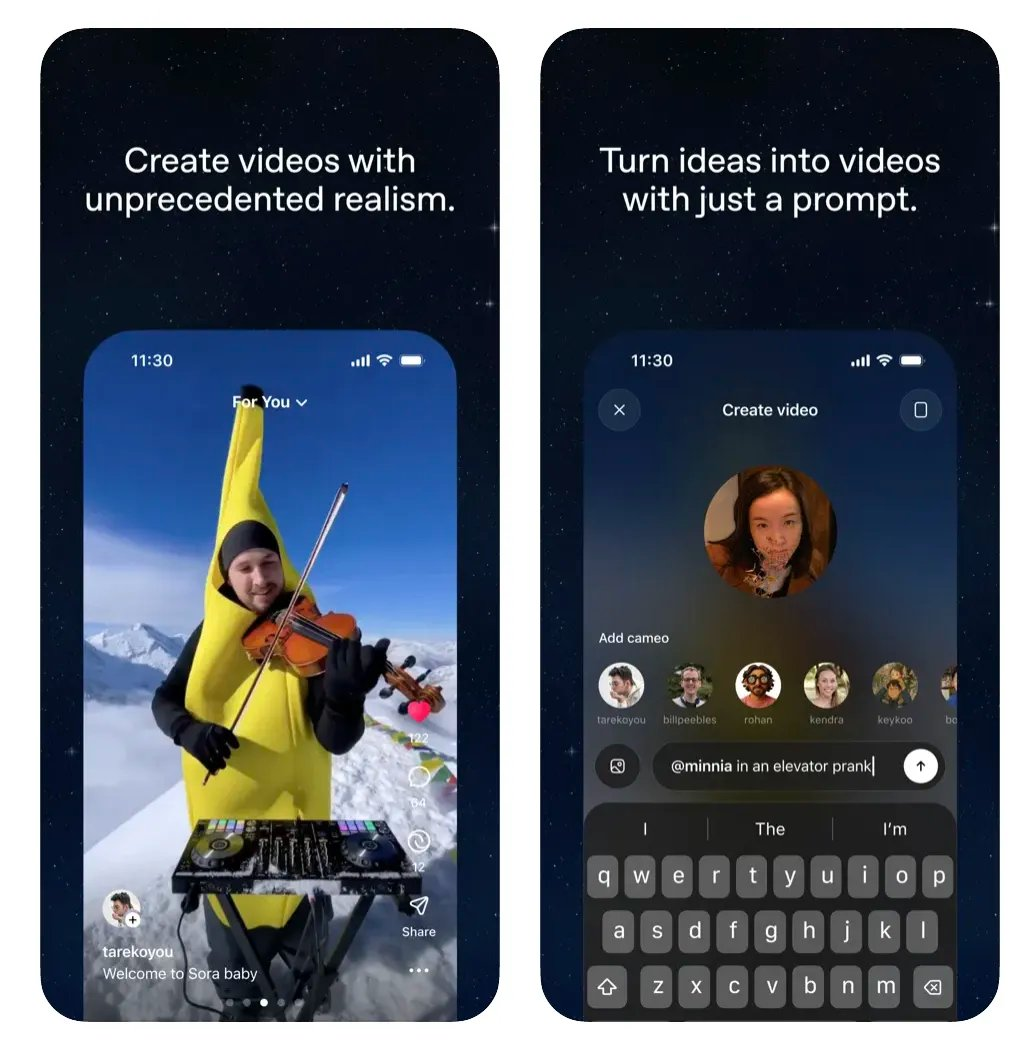 Create videos with
unprecedented realism.
11:30
For You
122
64
12
Share
tarekoyou
Welcome to Sora baby
Turn ideas into videos
with just a prompt.
11:30
Create video
Add cameo
tarekoyou billpeebles rohan kendra keykoo bo
@minnia in an elevator prank
I The I’m
q w e r t y u i o p
a s d f g h j k l
z x c v b n m